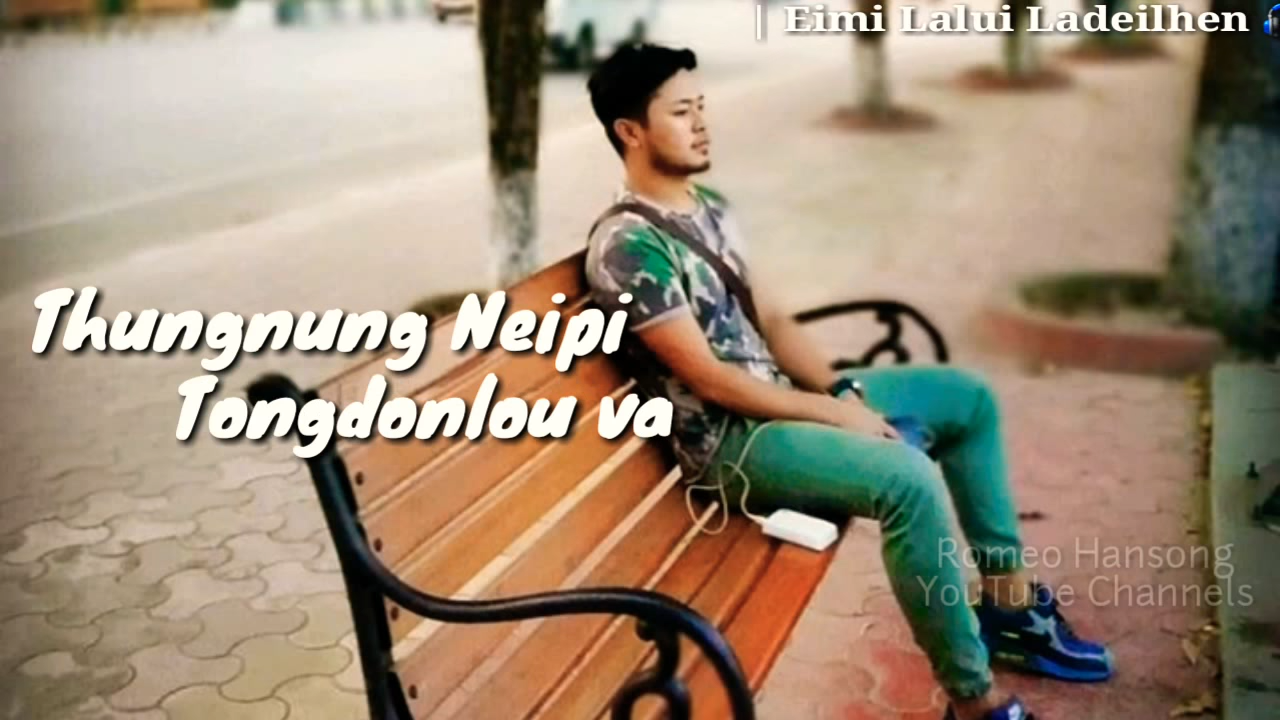 | Eimi Lalui Ladeilhen
Thungnung Neipi
Tongdonlou va
Romeo Hansong
YouTube Channels